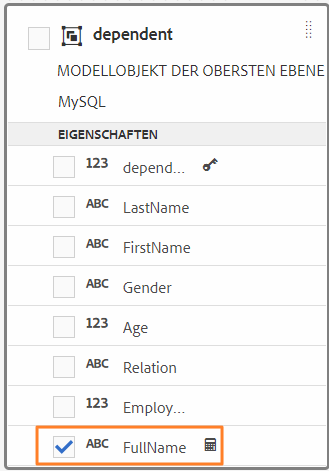 dependent
MODELLOBJEKT DER OBERSTEN EBENE
MySQL
EIGENSCHAFTEN
123 depend...
ABC LastName
ABC FirstName
ABC Gender
123 Age
ABC Relation
123 Employ...
ABC FullName